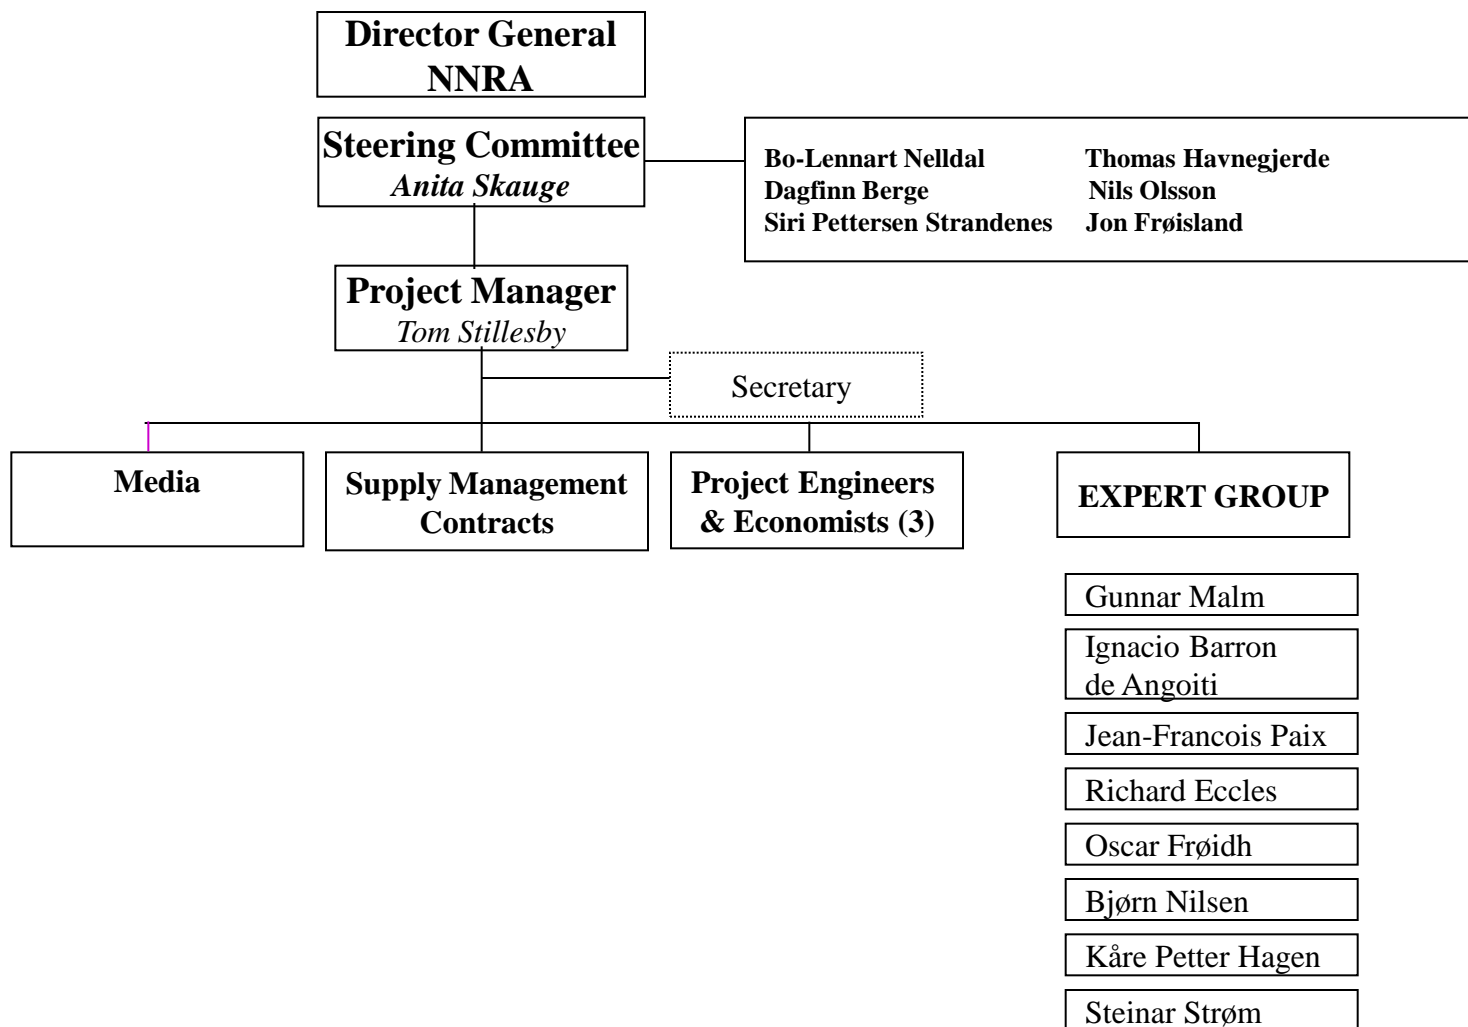 Director General
NNRA
Steering Committee
Anita Skauge
Bo-Lennart Nelldal Thomas Havnegjerde
Dagfinn Berge Nils Olsson
Siri Pettersen Strandenes Jon Frøisland
Project Manager
Tom Stillesby
Secretary
Media
Supply Management
Contracts
Project Engineers
& Economists (3)
EXPERT GROUP
Gunnar Malm
Ignacio Barron
de Angoiti
Jean-Francois Paix
Richard Eccles
Oscar Frøidh
Bjørn Nilsen
Kåre Petter Hagen
Steinar Strøm